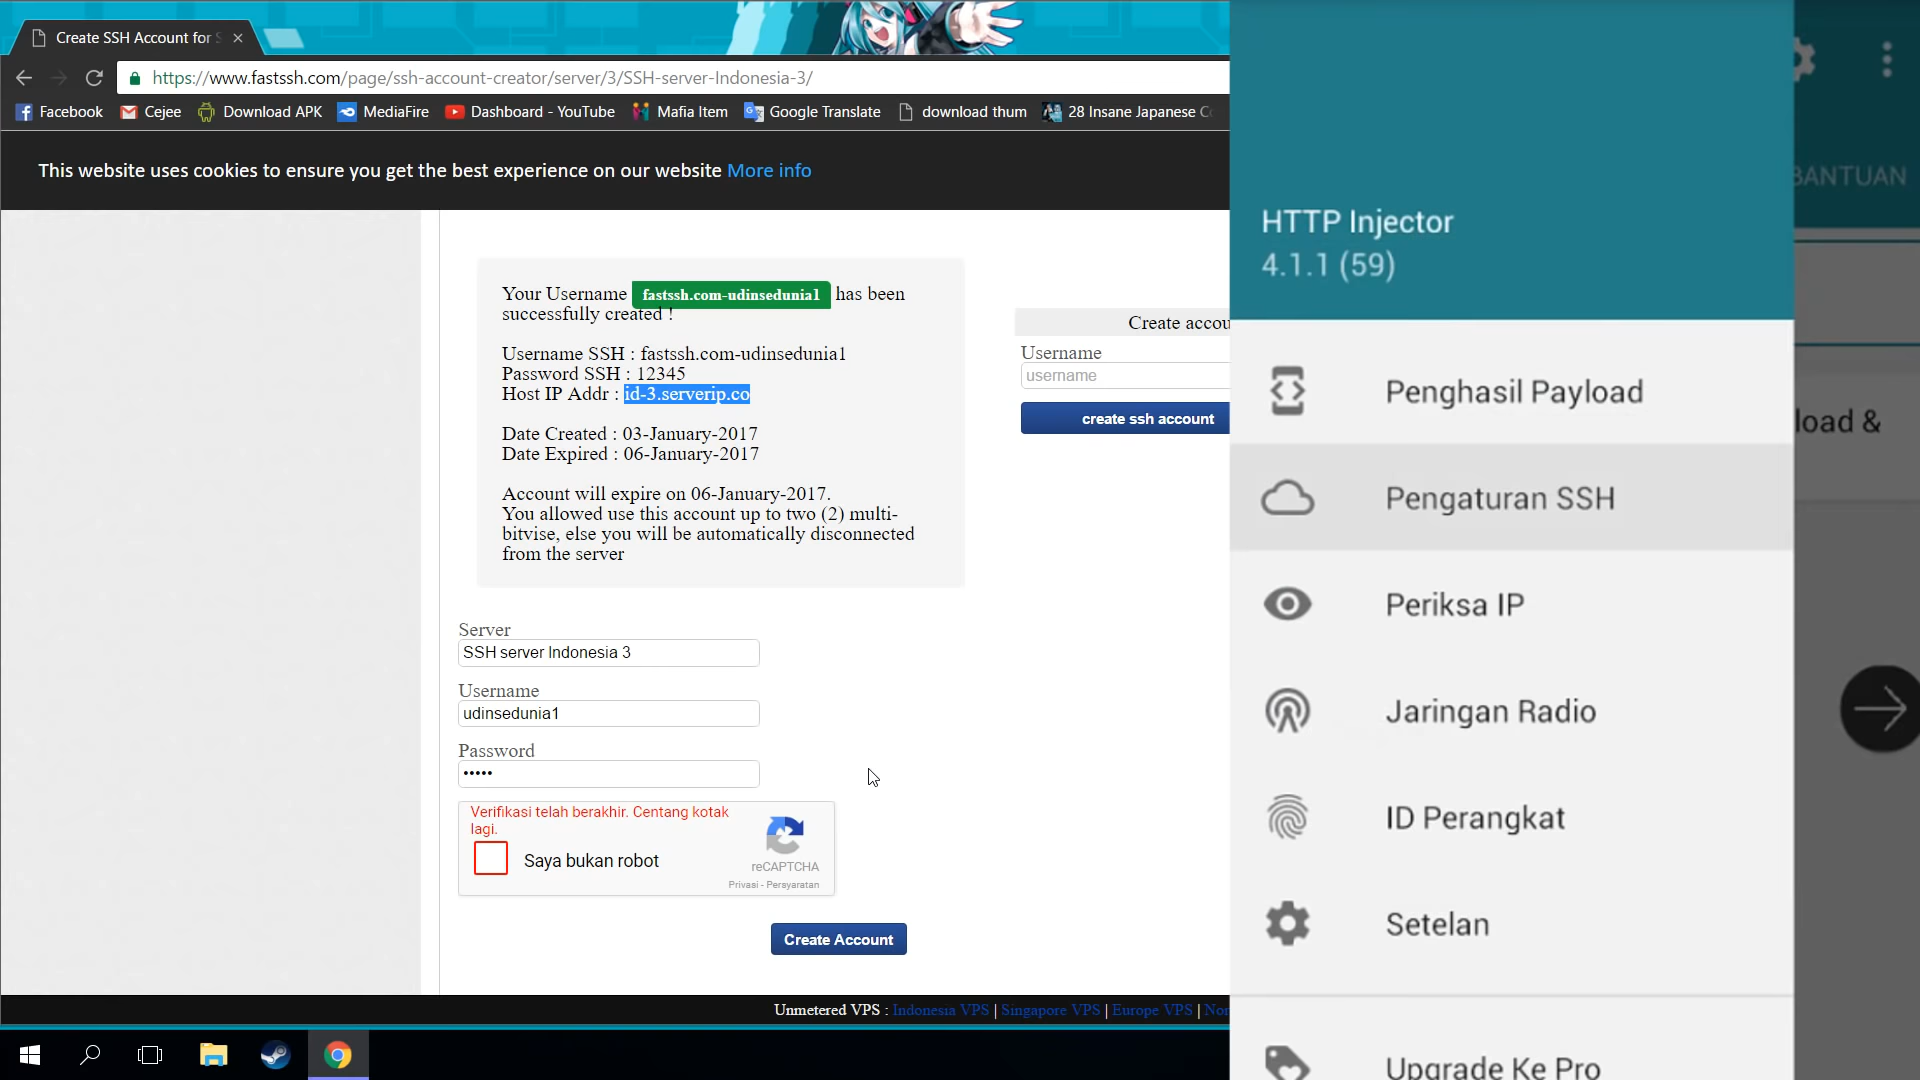 Create SSH Account for S
https://www.fastssh.com/page/ssh-account-creator/server/3/SSH-server-Indonesia-3/
Facebook
Cejee
Download APK
MediaFire
Dashboard - YouTube
Mafia Item
Google Translate
download thum
28 Insane Japanese C
This website uses cookies to ensure you get the best experience on our website More info
Your Username fastssh.com-udinsedunia1 has been
successfully created !
Username SSH : fastssh.com-udinsedunia1
Password SSH : 12345
Host IP Addr : id-3.serverip.co
Date Created : 03-January-2017
Date Expired : 06-January-2017
Account will expire on 06-January-2017.
You allowed use this account up to two (2) multi-
bitvise, else you will be automatically disconnected
from the server
Create accou
Username
username
create ssh account
Server
SSH server Indonesia 3
Username
udinsedunia1
Password
•••••
Verifikasi telah berakhir. Centang kotak
lagi.
Saya bukan robot
reCAPTCHA
Privasi - Persyaratan
Create Account
Unmetered VPS : Indonesia VPS | Singapore VPS | Europe VPS | Nor
HTTP Injector
4.1.1 (59)
Penghasil Payload
Pengaturan SSH
Periksa IP
Jaringan Radio
ID Perangkat
Setelan
Upgrade Ke Pro
BANTUAN
load &